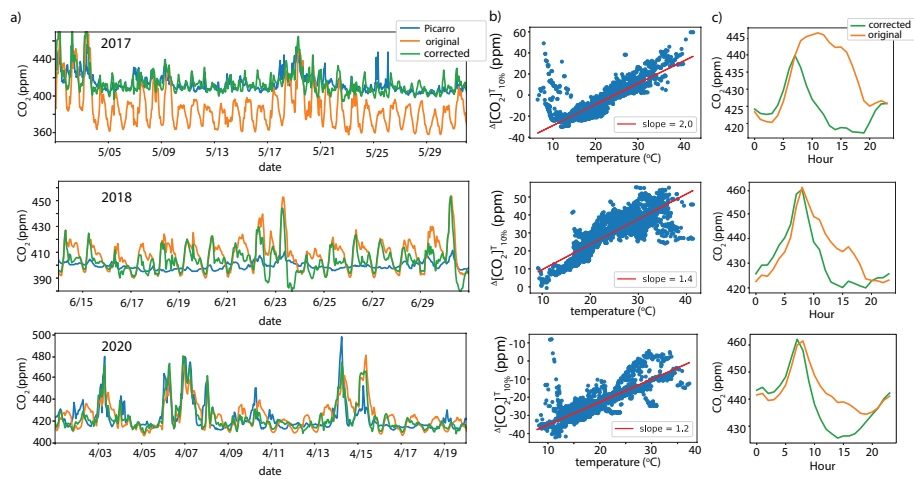 a)
2017
Picarro
original
corrected
CO2 (ppm)
440
400
360
5/05 5/09 5/13 5/17 5/21 5/25 5/29
date
2018
CO2 (ppm)
450
430
410
390
6/15 6/17 6/19 6/21 6/23 6/25 6/27 6/29
date
2020
CO2 (ppm)
500
480
460
440
420
400
4/03 4/07 4/09 4/11 4/15 4/17 4/19
date
b)
Δ[CO2]1T10% (ppm)
60
40
20
0
-20
-40
slope = 2,0
10 20 30 40
temperature (°C)
Δ[CO2]1T10% (ppm)
50
40
30
20
10
0
slope = 1.4
10 20 30 40
temperature (°C)
Δ[CO2]1T10% (ppm)
-10
0
-10
-20
-30
-40
slope = 1.2
10 20 30 40
temperature (°C)
c)
corrected
original
CO2 (ppm)
445
440
435
430
425
420
0 5 10 15 20
Hour
CO2 (ppm)
460
450
440
430
420
0 5 10 15 20
Hour
CO2 (ppm)
460
450
440
430
0 5 10 15 20
Hour